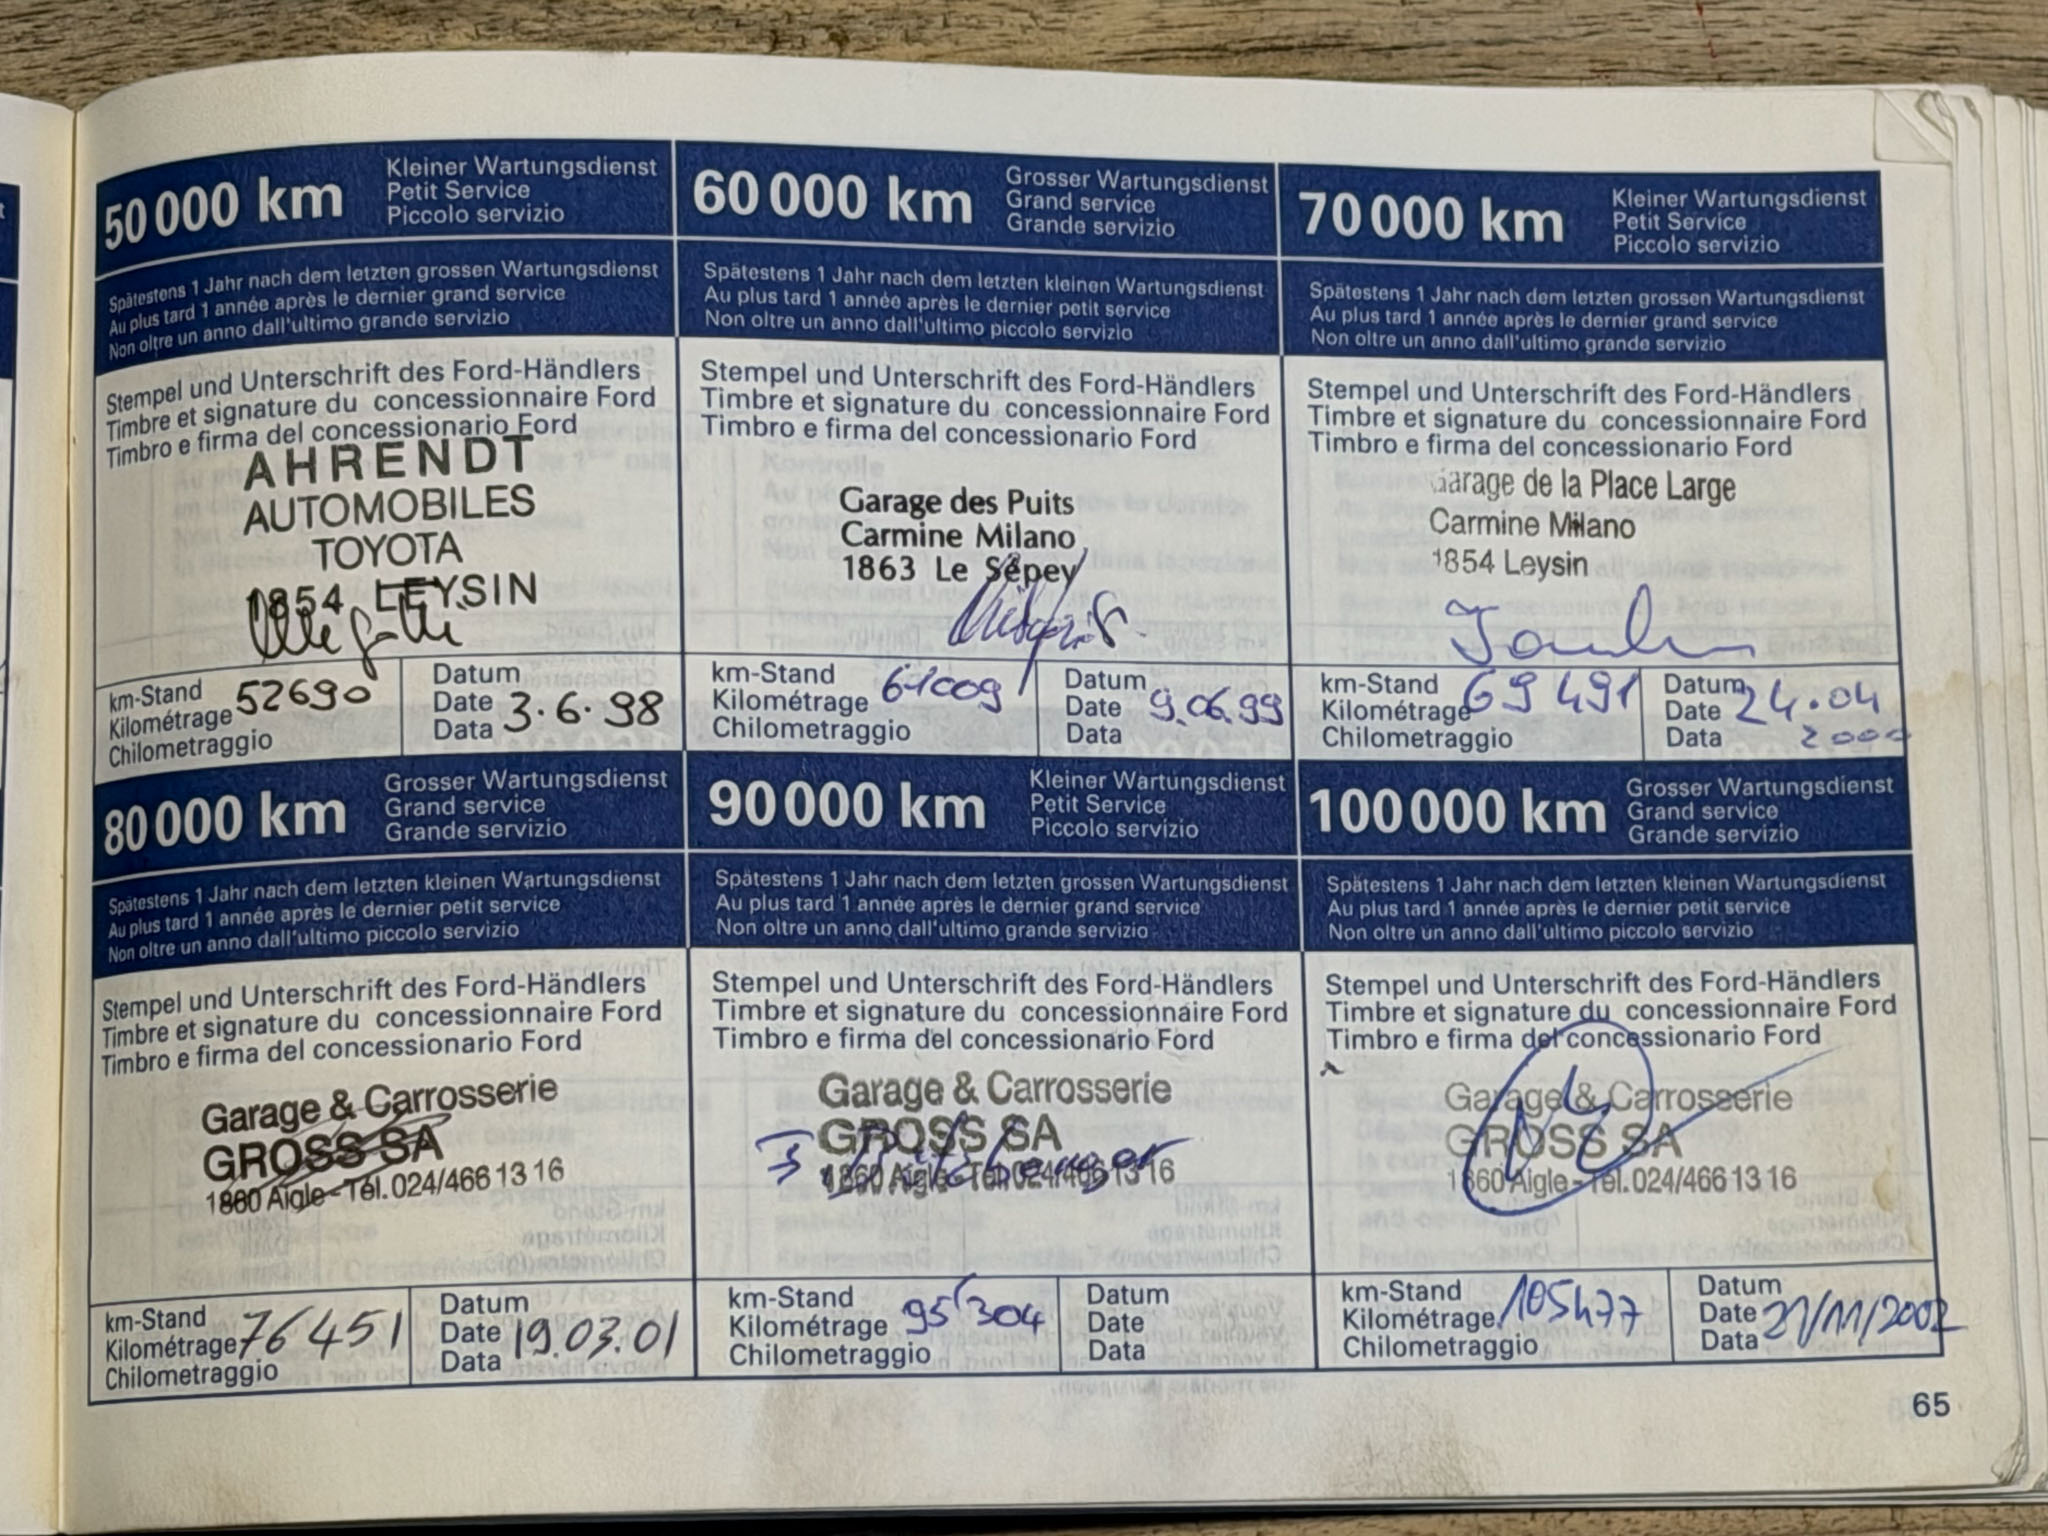 50 000 km
Kleiner Wartungsdienst
Petit Service
Piccolo servizio
Spätestens 1 Jahr nach dem letzten grossen Wartungsdienst
Au plus tard 1 année après le dernier grand service
Non oltre un anno dall'ultimo grande servizio
Stempel und Unterschrift des Ford-Händlers
Timbre et signature du concessionnaire Ford
Timbro e firma del concessionario Ford
AHRENDT
AUTOMOBILES
TOYOTA
1854 LEYSIN
km-Stand
Kilométrage 52690
Chilometraggio
Datum
Date 3.6.98
Data
60 000 km
Grosser Wartungsdienst
Grand service
Grande servizio
Spätestens 1 Jahr nach dem letzten kleinen Wartungsdienst
Au plus tard 1 année après le dernier petit service
Non oltre un anno dall'ultimo piccolo servizio
Stempel und Unterschrift des Ford-Händlers
Timbre et signature du concessionnaire Ford
Timbro e firma del concessionario Ford
Garage des Puits
Carmine Milano
1863 Le Sépey
km-Stand
Kilométrage 61009
Chilometraggio
Datum
Date 9.06.99
Data
70 000 km
Kleiner Wartungsdienst
Petit Service
Piccolo servizio
Spätestens 1 Jahr nach dem letzten grossen Wartungsdienst
Au plus tard 1 année après le dernier grand service
Non oltre un anno dall'ultimo grande servizio
Stempel und Unterschrift des Ford-Händlers
Timbre et signature du concessionnaire Ford
Timbro e firma del concessionario Ford
Garage de la Place Large
Carmine Milano
1854 Leysin
km-Stand
Kilométrage 69491
Chilometraggio
Datum
Date 24.04
Data 2000
80 000 km
Grosser Wartungsdienst
Grand service
Grande servizio
Spätestens 1 Jahr nach dem letzten kleinen Wartungsdienst
Au plus tard 1 année après le dernier petit service
Non oltre un anno dall'ultimo piccolo servizio
Stempel und Unterschrift des Ford-Händlers
Timbre et signature du concessionnaire Ford
Timbro e firma del concessionario Ford
Garage & Carrosserie
GROSS SA
1860 Aigle - Tél. 024/466 13 16
km-Stand
Kilométrage 76451
Chilometraggio
Datum
Date 19.03.01
Data
90 000 km
Kleiner Wartungsdienst
Petit Service
Piccolo servizio
Spätestens 1 Jahr nach dem letzten grossen Wartungsdienst
Au plus tard 1 année après le dernier grand service
Non oltre un anno dall'ultimo grande servizio
Stempel und Unterschrift des Ford-Händlers
Timbre et signature du concessionnaire Ford
Timbro e firma del concessionario Ford
Garage & Carrosserie
GROSS SA
1860 Aigle - Tél. 024/466 13 16
km-Stand
Kilométrage 95'304
Chilometraggio
Datum
Date
Data
100 000 km
Grosser Wartungsdienst
Grand service
Grande servizio
Spätestens 1 Jahr nach dem letzten kleinen Wartungsdienst
Au plus tard 1 année après le dernier petit service
Non oltre un anno dall'ultimo piccolo servizio
Stempel und Unterschrift des Ford-Händlers
Timbre et signature du concessionnaire Ford
Timbro e firma del concessionario Ford
Garage & Carrosserie
GROSS SA
1860 Aigle - Tél. 024/466 13 16
km-Stand
Kilométrage 105477
Chilometraggio
Datum
Date 21/11/2002
Data
65